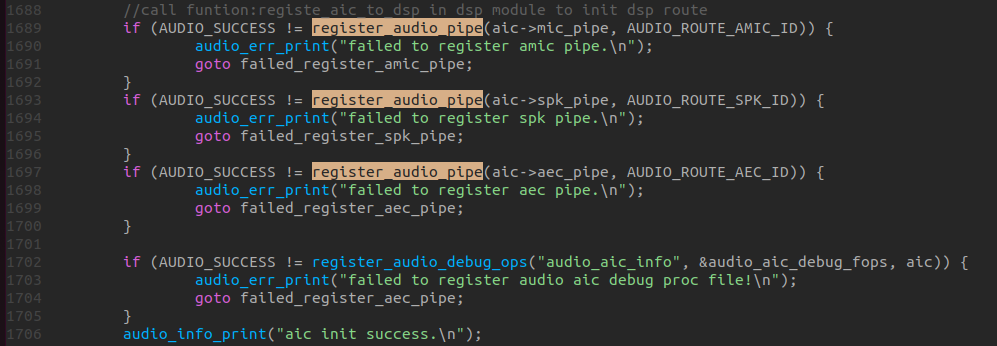 1688 //call funtion:registe aic to dsp in dsp module to init dsp route
1689 if (AUDIO_SUCCESS != register_audio_pipe(aic->mic_pipe, AUDIO_ROUTE_AMIC_ID)) {
1690 audio_err_print("failed to register amic pipe.\n");
1691 goto failed_register_amic_pipe;
1692 }
1693 if (AUDIO_SUCCESS != register_audio_pipe(aic->spk_pipe, AUDIO_ROUTE_SPK_ID)) {
1694 audio_err_print("failed to register spk pipe.\n");
1695 goto failed_register_spk_pipe;
1696 }
1697 if (AUDIO_SUCCESS != register_audio_pipe(aic->aec_pipe, AUDIO_ROUTE_AEC_ID)) {
1698 audio_err_print("failed to register aec pipe.\n");
1699 goto failed_register_aec_pipe;
1700 }
1701
1702 if (AUDIO_SUCCESS != register_audio_debug_ops("audio_aic_info", &audio_aic_debug_fops, aic)) {
1703 audio_err_print("failed to register audio aic debug proc file!\n");
1704 goto failed_register_aec_pipe;
1705 }
1706 audio_info_print("aic init success.\n");